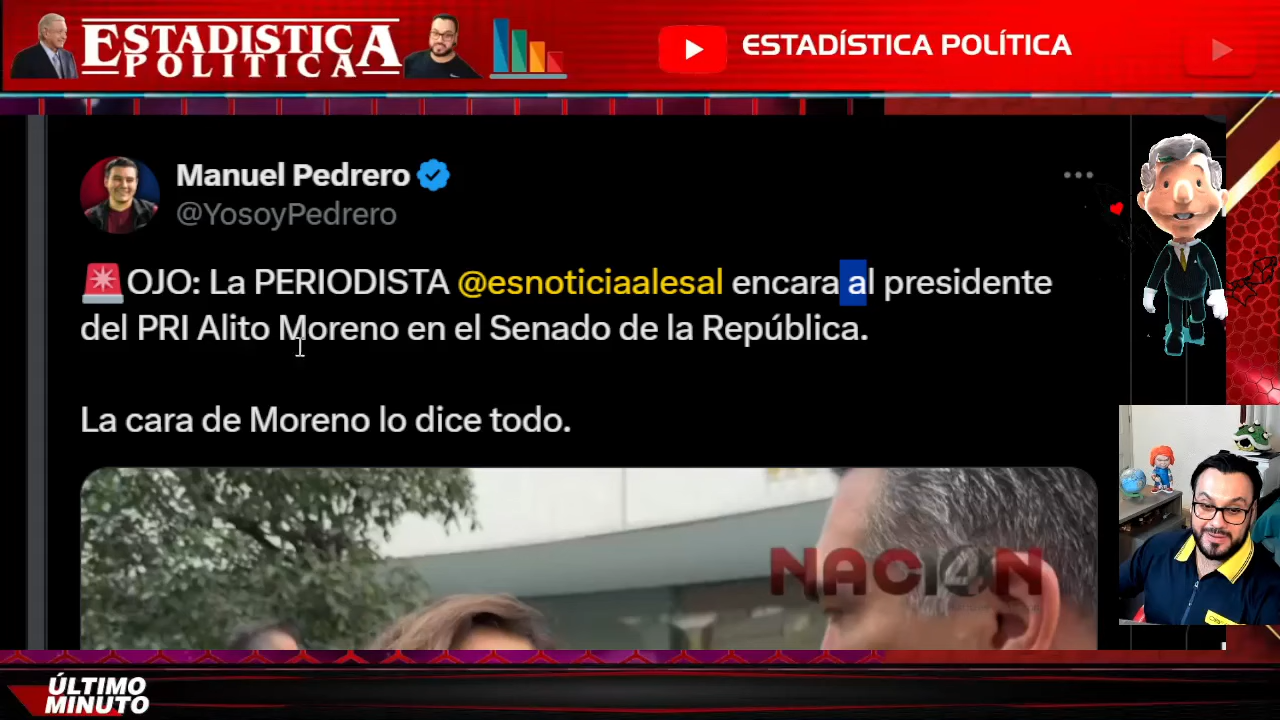 ESTADISTICA
POLITICA
ESTADÍSTICA POLÍTICA
Manuel Pedrero
@YosoyPedrero
OJO: La PERIODISTA @esnoticiaalesal encara al presidente
del PRI Alito Moreno en el Senado de la República.
La cara de Moreno lo dice todo.
NACI4N
ÚLTIMO
MINUTO